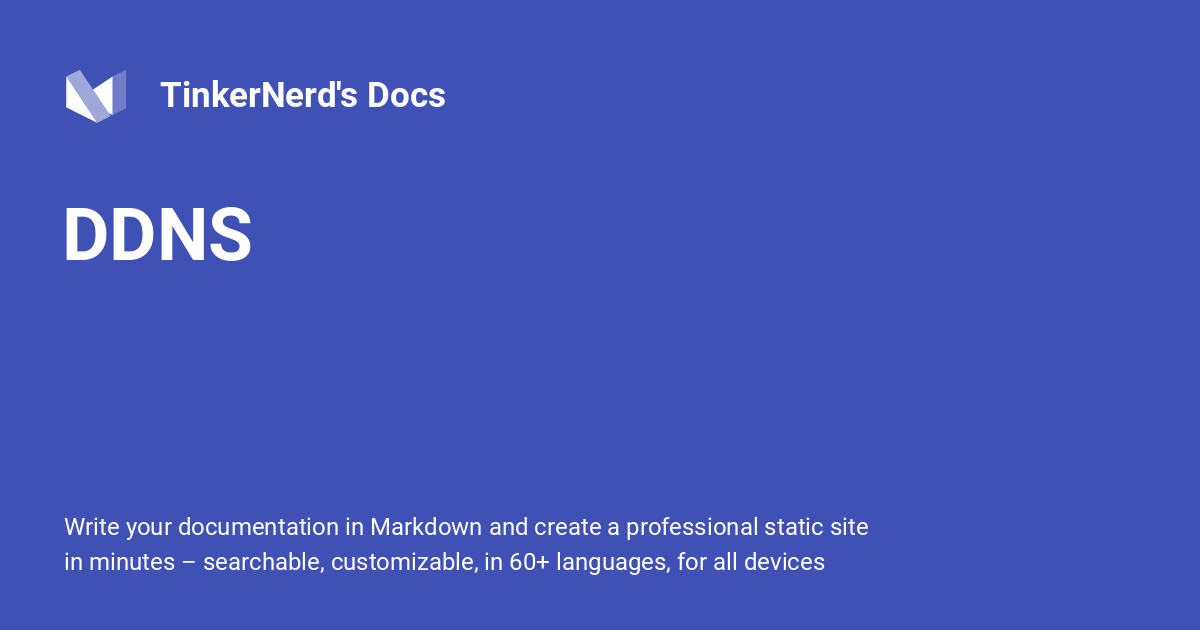 TinkerNerd's Docs
DDNS
Write your documentation in Markdown and create a professional static site
in minutes – searchable, customizable, in 60+ languages, for all devices